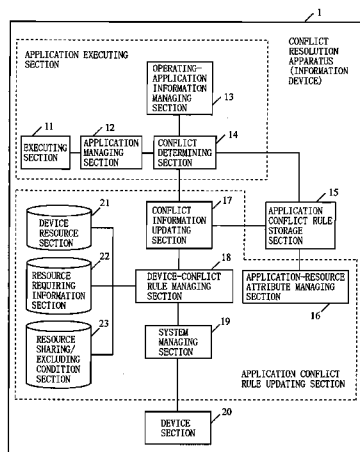 1
APPLICATION EXECUTING
SECTION
CONFLICT
RESOLUTION
APPARATUS
(INFORMATION
DEVICE)
OPERATING-
APPLICATION
INFORMATION
MANAGING
SECTION
13
11
EXECUTING
SECTION
12
APPLICATION
MANAGING
SECTION
14
CONFLICT
DETERMINING
SECTION
15
APPLICATION
CONFLICT RULE
STORAGE
SECTION
17
CONFLICT
INFORMATION
UPDATING
SECTION
21
DEVICE
RESOURCE
SECTION
22
RESOURCE
REQUIRING
INFORMATION
SECTION
18
DEVICE-CONFLICT
RULE MANAGING
SECTION
APPLICATION-RESOURCE
ATTRIBUTE MANAGING
SECTION
16
23
RESOURCE
SHARING/
EXCLUDING
CONDITION
SECTION
19
SYSTEM
MANAGING
SECTION
APPLICATION CONFLICT
RULE UPDATING SECTION
20
DEVICE
SECTION